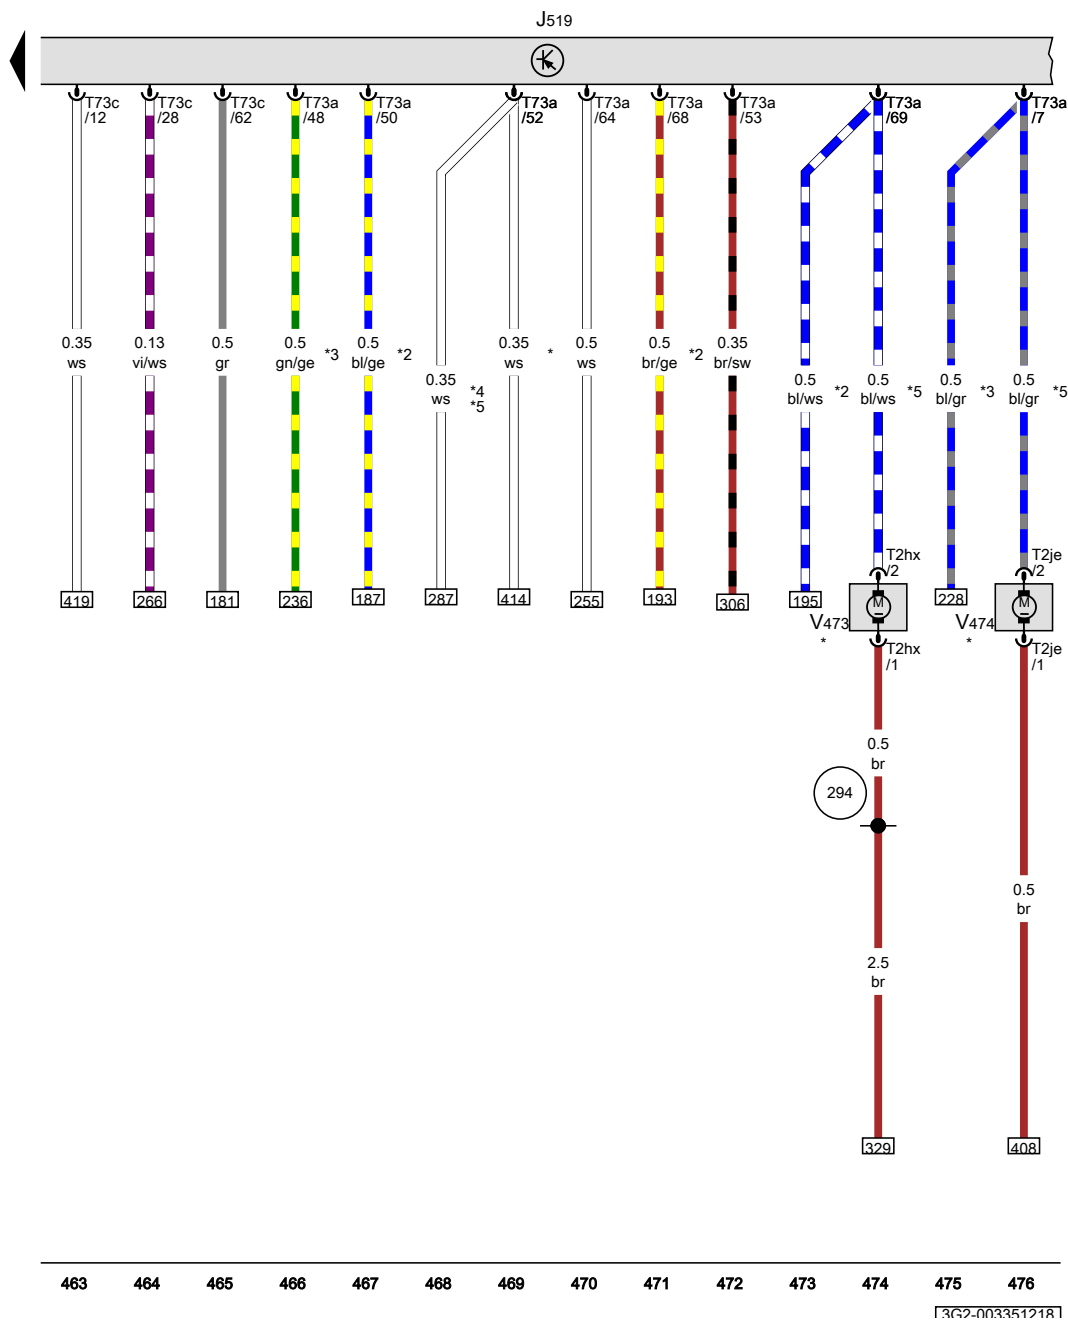 J519
T73c /12
T73c /28
T73c /62
T73a /48
T73a /50
T73a /52
T73a /64
T73a /68
T73a /53
T73a /69
T73a /7
0.35 ws
0.13 vi/ws
0.5 gr
0.5 gn/ge *3
0.5 bl/ge *2
0.35 ws *4 *5
0.35 ws *
0.5 ws
0.5 br/ge *2
0.35 br/sw
0.5 bl/ws *2
0.5 bl/ws *5
0.5 bl/gr *3
0.5 bl/gr *5
T2hx /2
T2je /2
419
266
181
236
187
287
414
255
193
306
195
228
M
M
V473 *
V474 *
T2hx /1
T2je /1
0.5 br
294
0.5 br
2.5 br
329
408
463 464 465 466 467 468 469 470 471 472 473 474 475 476
3G2-003351218